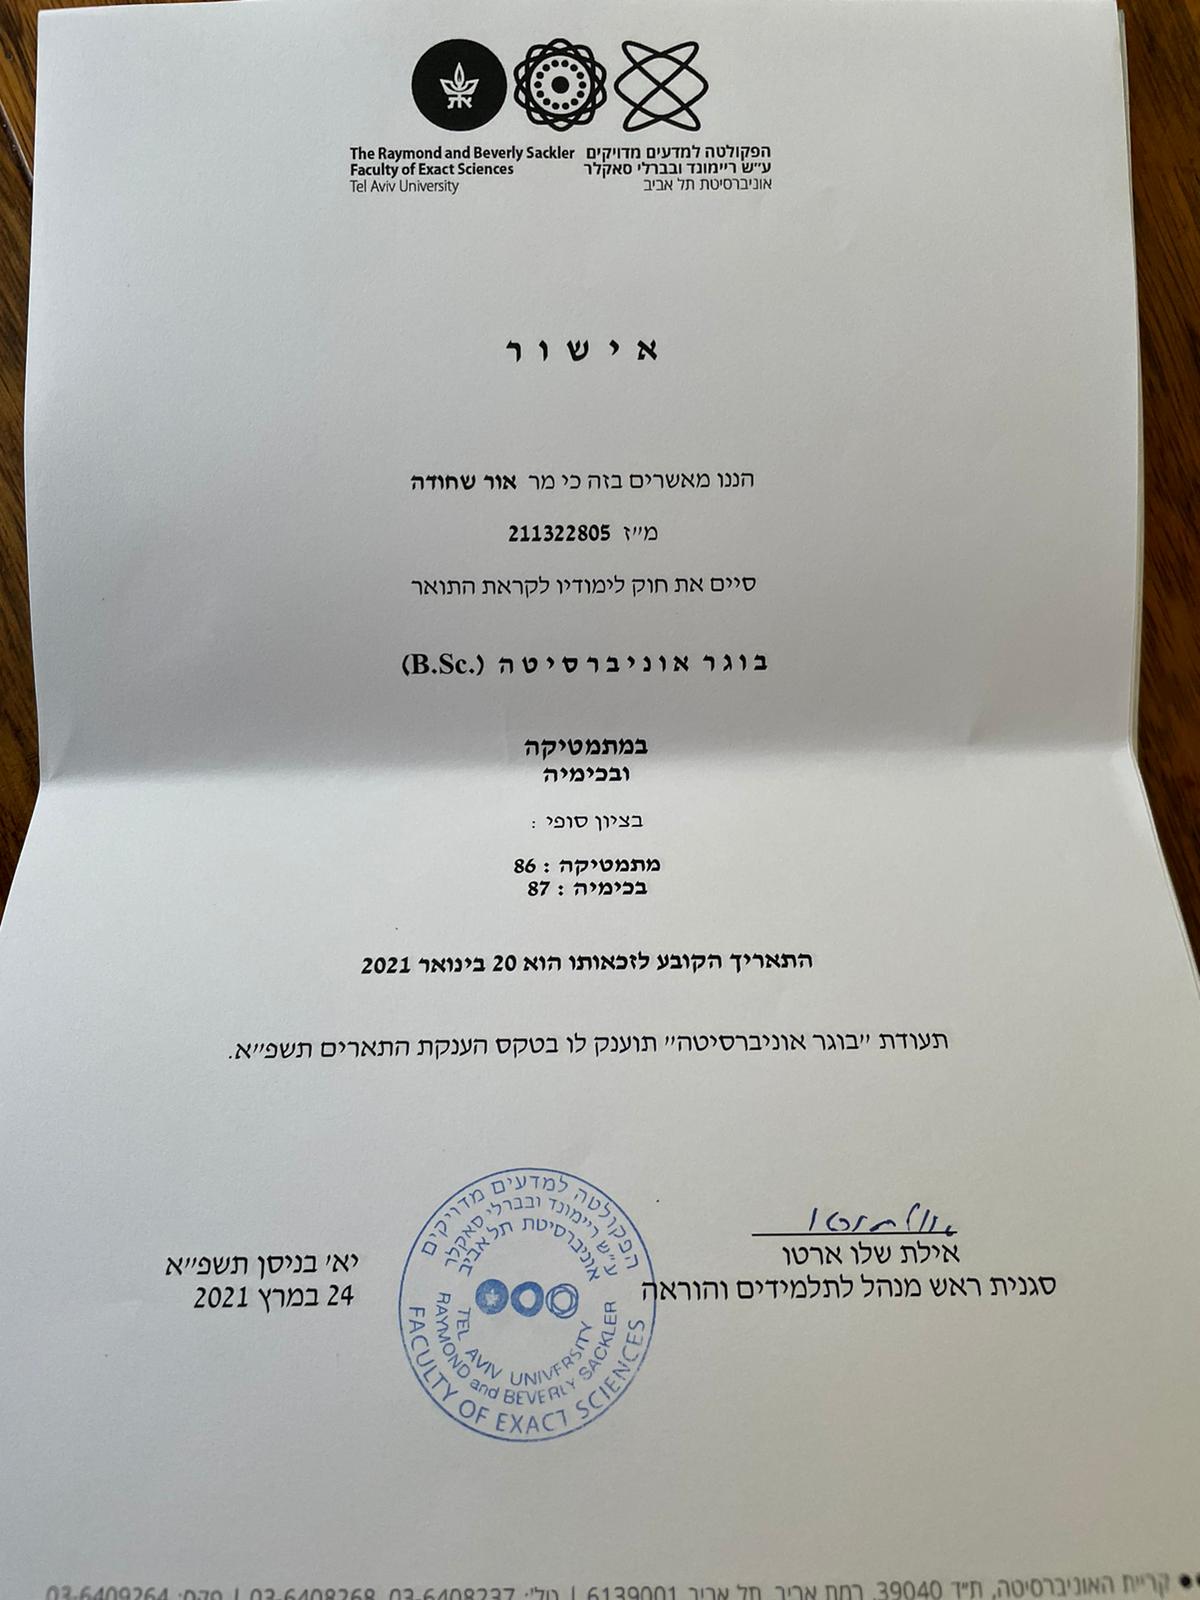 The Raymond and Beverly Sackler
Faculty of Exact Sciences
Tel Aviv University
הפקולטה למדעים מדויקים
ע״ש ריימונד ובברלי סאקלר
אוניברסיטת תל אביב
אישור
הננו מאשרים בזה כי מר אור שחודה
מ״ז 211322805
סיים את חוק לימודיו לקראת התואר
בוגר אוניברסיטה (B.Sc.)
במתמטיקה
ובכימיה
בציון סופי :
מתמטיקה : 86
בכימיה : 87
התאריך הקובע לזכאותו הוא 20 בינואר 2021
תעודת ״בוגר אוניברסיטה״ תוענק לו בטקס הענקת התארים תשפ״א.
אילת שלו ארטו
סגנית ראש מנהל לתלמידים והוראה
יא׳ בניסן תשפ״א
24 במרץ 2021
הפקולטה למדעים מדויקים
ע״ש ריימונד ובברלי סאקלר
אוניברסיטת תל אביב
TEL AVIV UNIVERSITY
RAYMOND and BEVERLY SACKLER
FACULTY OF EXACT SCIENCES
קריית האוניברסיטה, ת״ד 39040, רמת אביב, תל אביב 6139001 | טל׳: 03-6408237, 03-6408268 | פקס: 03-6409264